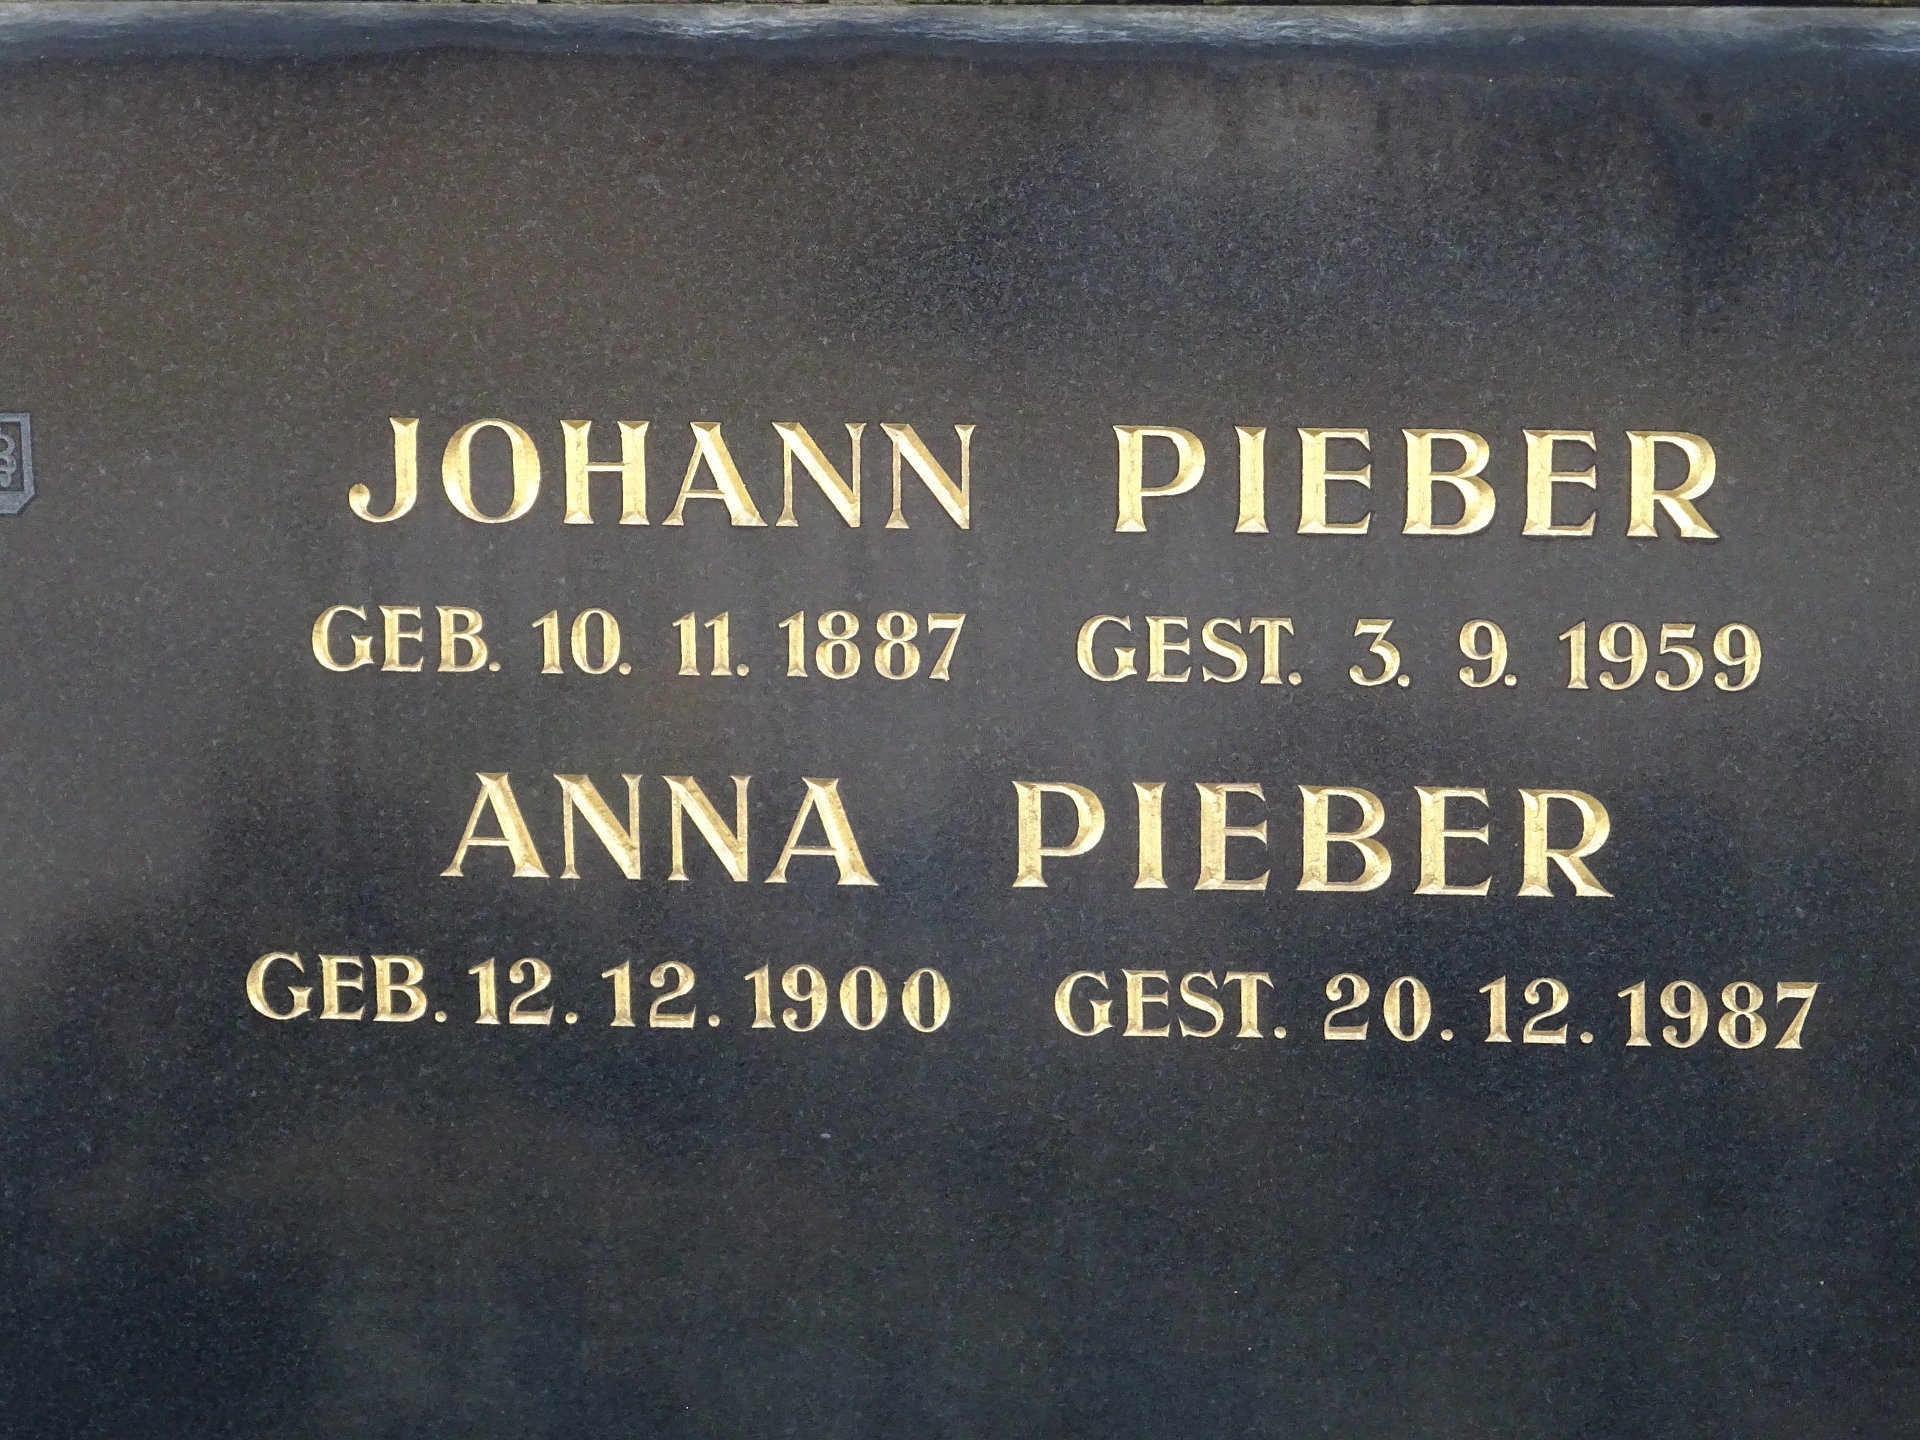 JOHANN PIEBER
GEB. 10. 11. 1887 GEST. 3. 9. 1959
ANNA PIEBER
GEB. 12. 12. 1900 GEST. 20. 12. 1987